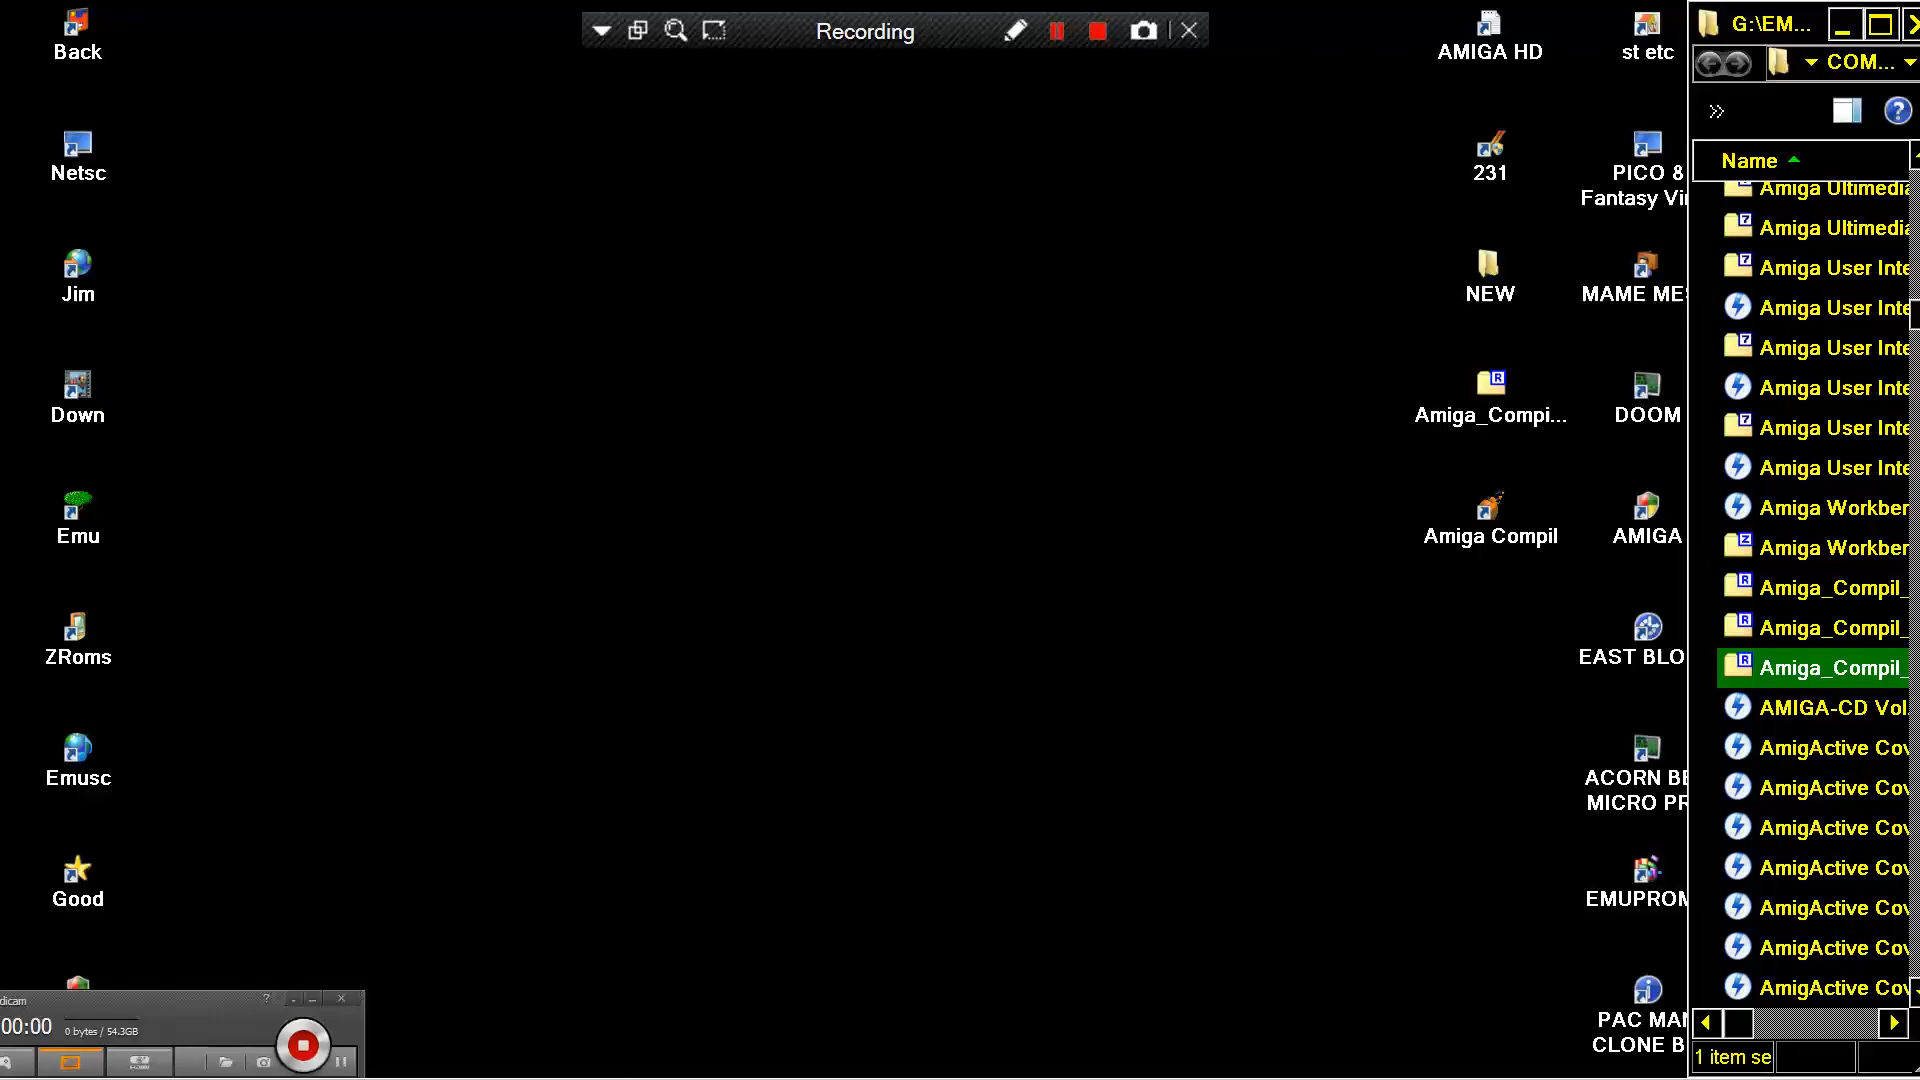 Back
Netsc
Jim
Down
Emu
ZRoms
Emusc
Good
Recording
AMIGA HD
231
NEW
Amiga_Compi...
Amiga Compil
st etc
PICO 8
Fantasy Vi
MAME ME
DOOM
AMIGA
EAST BLO
ACORN BE
MICRO PR
EMUPROM
PAC MAN
CLONE B
G:\EM...
COM...
Name
Amiga Ultimedia
Amiga Ultimedia
Amiga User Inte
Amiga User Inte
Amiga User Inte
Amiga User Inte
Amiga User Inte
Amiga User Inte
Amiga Workber
Amiga Workber
Amiga_Compil_
Amiga_Compil_
Amiga_Compil_
AMIGA-CD Vol
AmigActive Cov
AmigActive Cov
AmigActive Cov
AmigActive Cov
AmigActive Cov
AmigActive Cov
AmigActive Cov
1 item se
dicam
00:00
0 bytes / 54.3GB